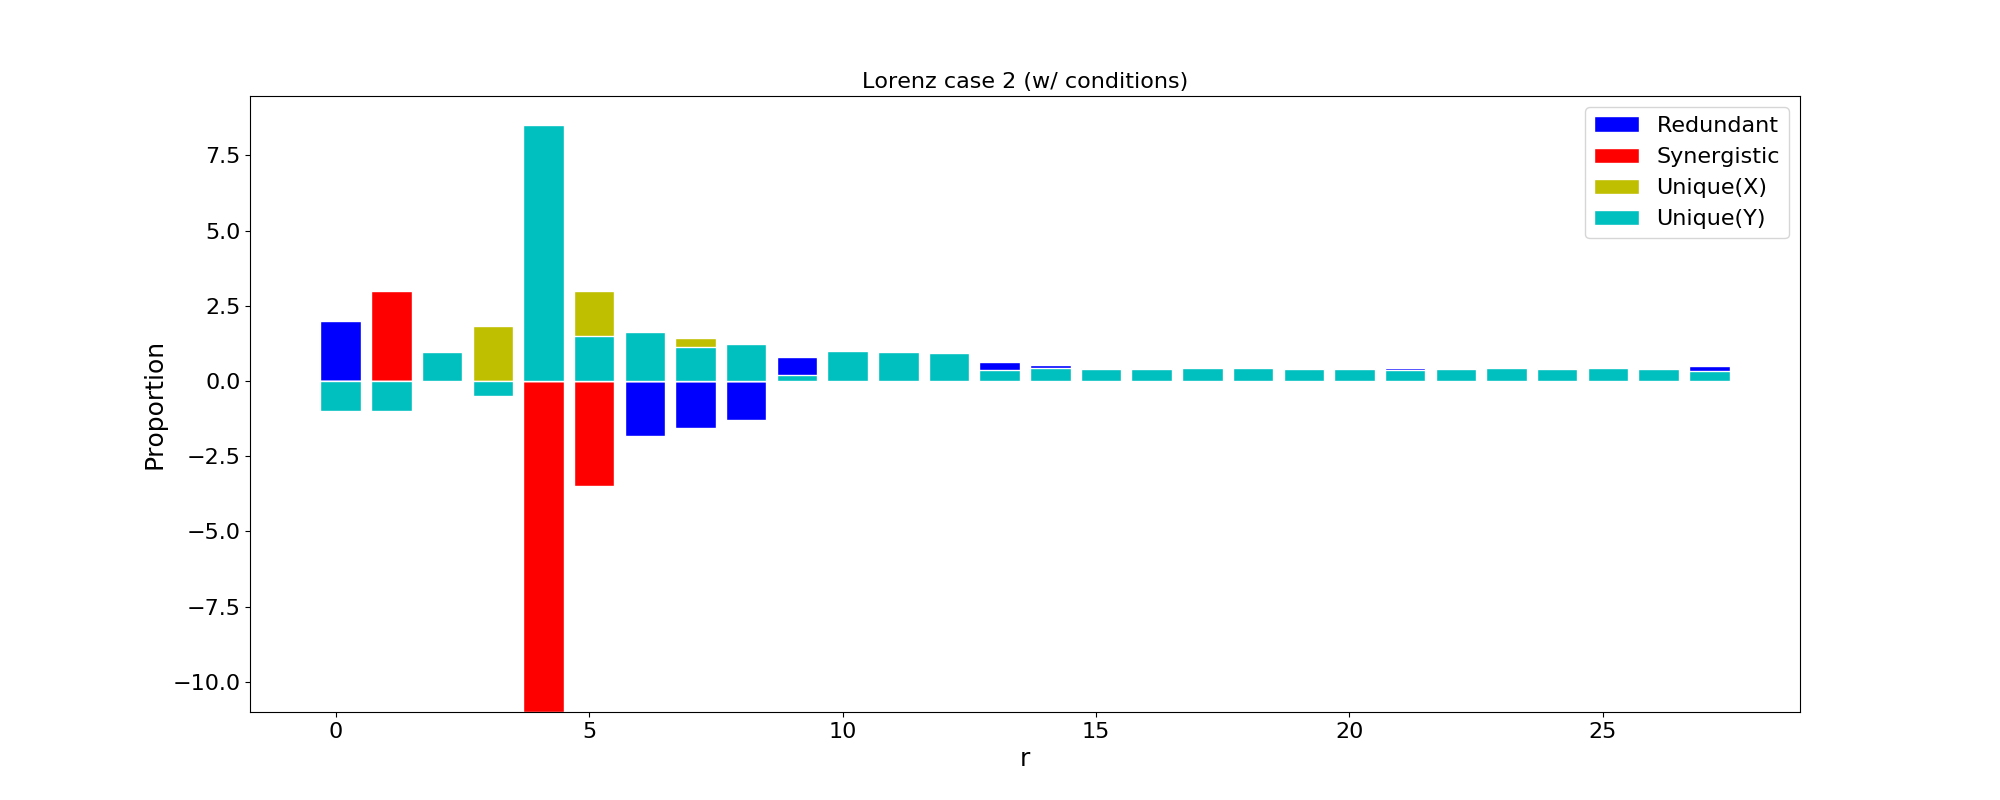 Lorenz case 2 (w/ conditions)
Redundant
Synergistic
Unique(X)
Unique(Y)
7.5
5.0
2.5
0.0
−2.5
−5.0
−7.5
−10.0
Proportion
0
5
10
15
20
25
r